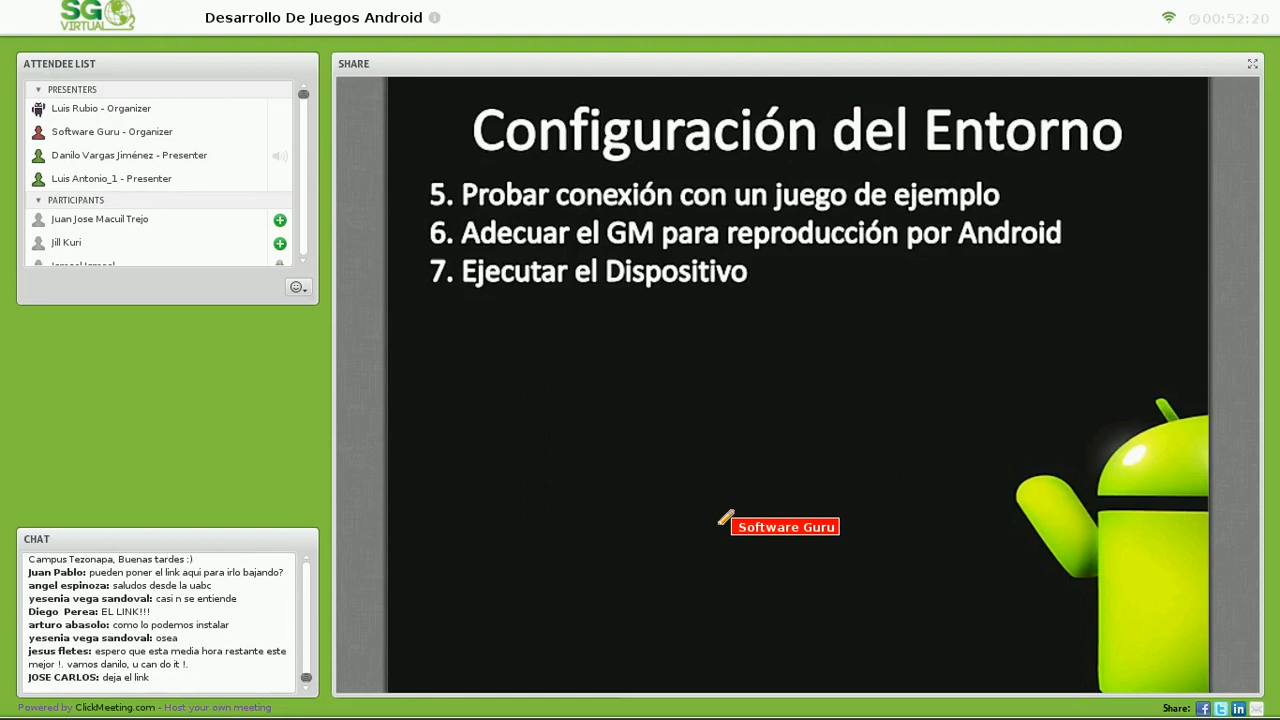 SG
VIRTUAL
Desarrollo De Juegos Android
00:52:20
ATTENDEE LIST
PRESENTERS
Luis Rubio - Organizer
Software Guru - Organizer
Danilo Vargas Jiménez - Presenter
Luis Antonio_1 - Presenter
PARTICIPANTS
Juan Jose Macuil Trejo
Jill Kuri
SHARE
Configuración del Entorno
5. Probar conexión con un juego de ejemplo
6. Adecuar el GM para reproducción por Android
7. Ejecutar el Dispositivo
Software Guru
CHAT
Campus Tezonapa, Buenas tardes :)
Juan Pablo: pueden poner el link aqui para irlo bajando?
angel espinoza: saludos desde la uabc
yesenia vega sandoval: casi n se entiende
Diego Perea: EL LINK!!!
arturo abasolo: como lo podemos instalar
yesenia vega sandoval: osea
jesus fletes: espero que esta media hora restante este
mejor !. vamos danilo, u can do it !.
JOSE CARLOS: deja el link
Powered by ClickMeeting.com - Host your own meeting
Share: